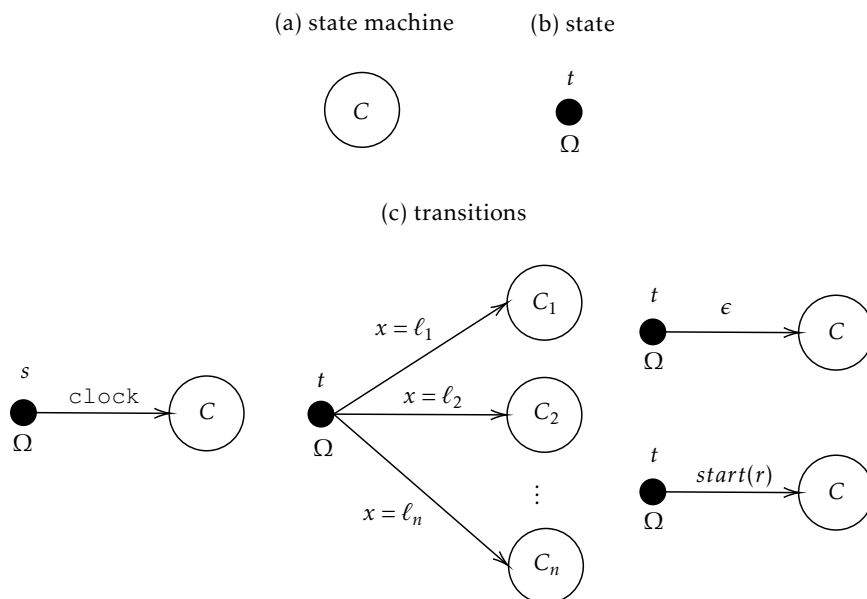 (a) state machine
(b) state
C
t
Ω
(c) transitions
s
clock
Ω
C
t
Ω
x = ℓ₁
C₁
x = ℓ₂
C₂
⋮
x = ℓₙ
Cₙ
t
ϵ
Ω
C
t
start(r)
Ω
C